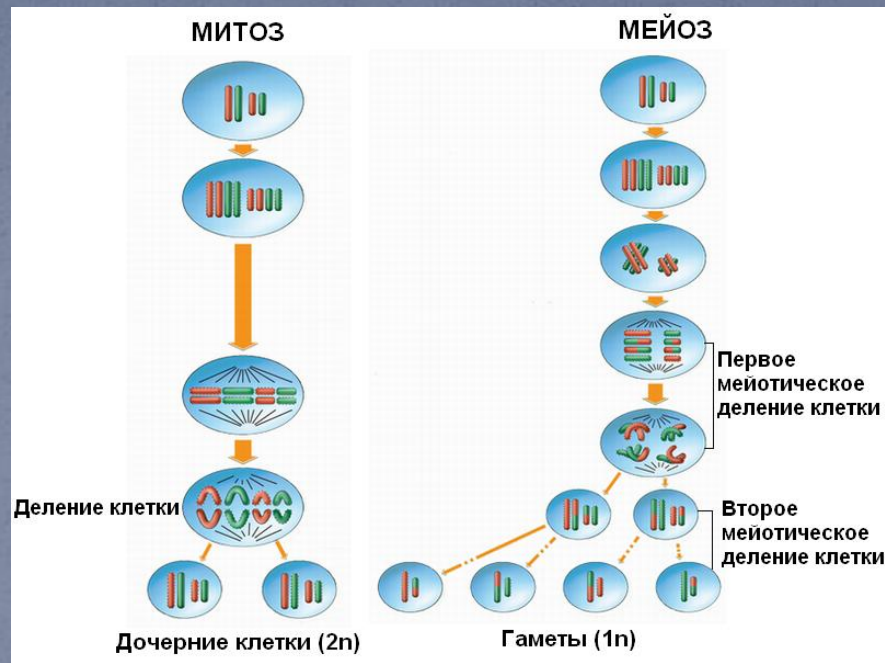 МИТОЗ
МЕЙОЗ
Первое
мейотическое
деление клетки
Деление клетки
Второе
мейотическое
деление клетки
Дочерние клетки (2n)
Гаметы (1n)